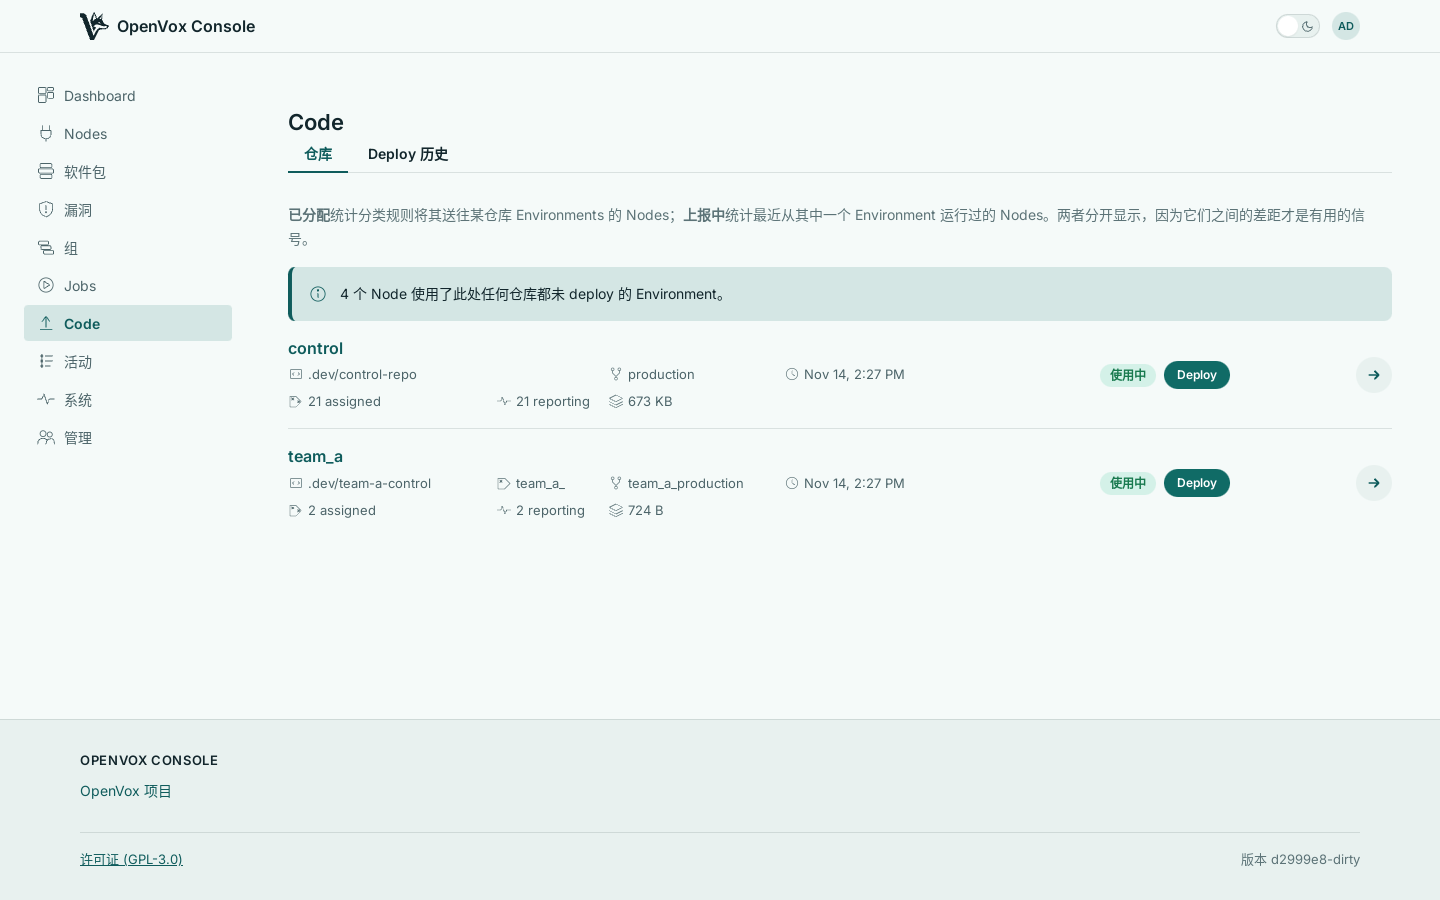 OpenVox Console
AD
Dashboard
Nodes
软件包
漏洞
组
Jobs
Code
活动
系统
管理
Code
仓库
Deploy 历史
已分配统计分类规则将其送往某仓库 Environments 的 Nodes；上报中统计最近从其中一个 Environment 运行过的 Nodes。两者分开显示，因为它们之间的差距才是有用的信
号。
4 个 Node 使用了此处任何仓库都未 deploy 的 Environment。
control
.dev/control-repo
production
Nov 14, 2:27 PM
21 assigned
21 reporting
673 KB
使用中
Deploy
team_a
.dev/team-a-control
team_a_
team_a_production
Nov 14, 2:27 PM
2 assigned
2 reporting
724 B
使用中
Deploy
OPENVOX CONSOLE
OpenVox 项目
许可证 (GPL-3.0)
版本 d2999e8-dirty